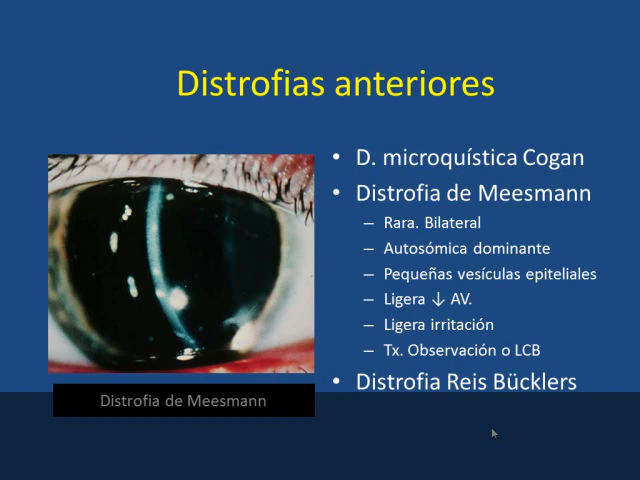 Distrofias anteriores
• D. microquística Cogan
• Distrofia de Meesmann
– Rara. Bilateral
– Autosómica dominante
– Pequeñas vesículas epiteliales
– Ligera ↓ AV.
– Ligera irritación
– Tx. Observación o LCB
• Distrofia Reis Bücklers
Distrofia de Meesmann